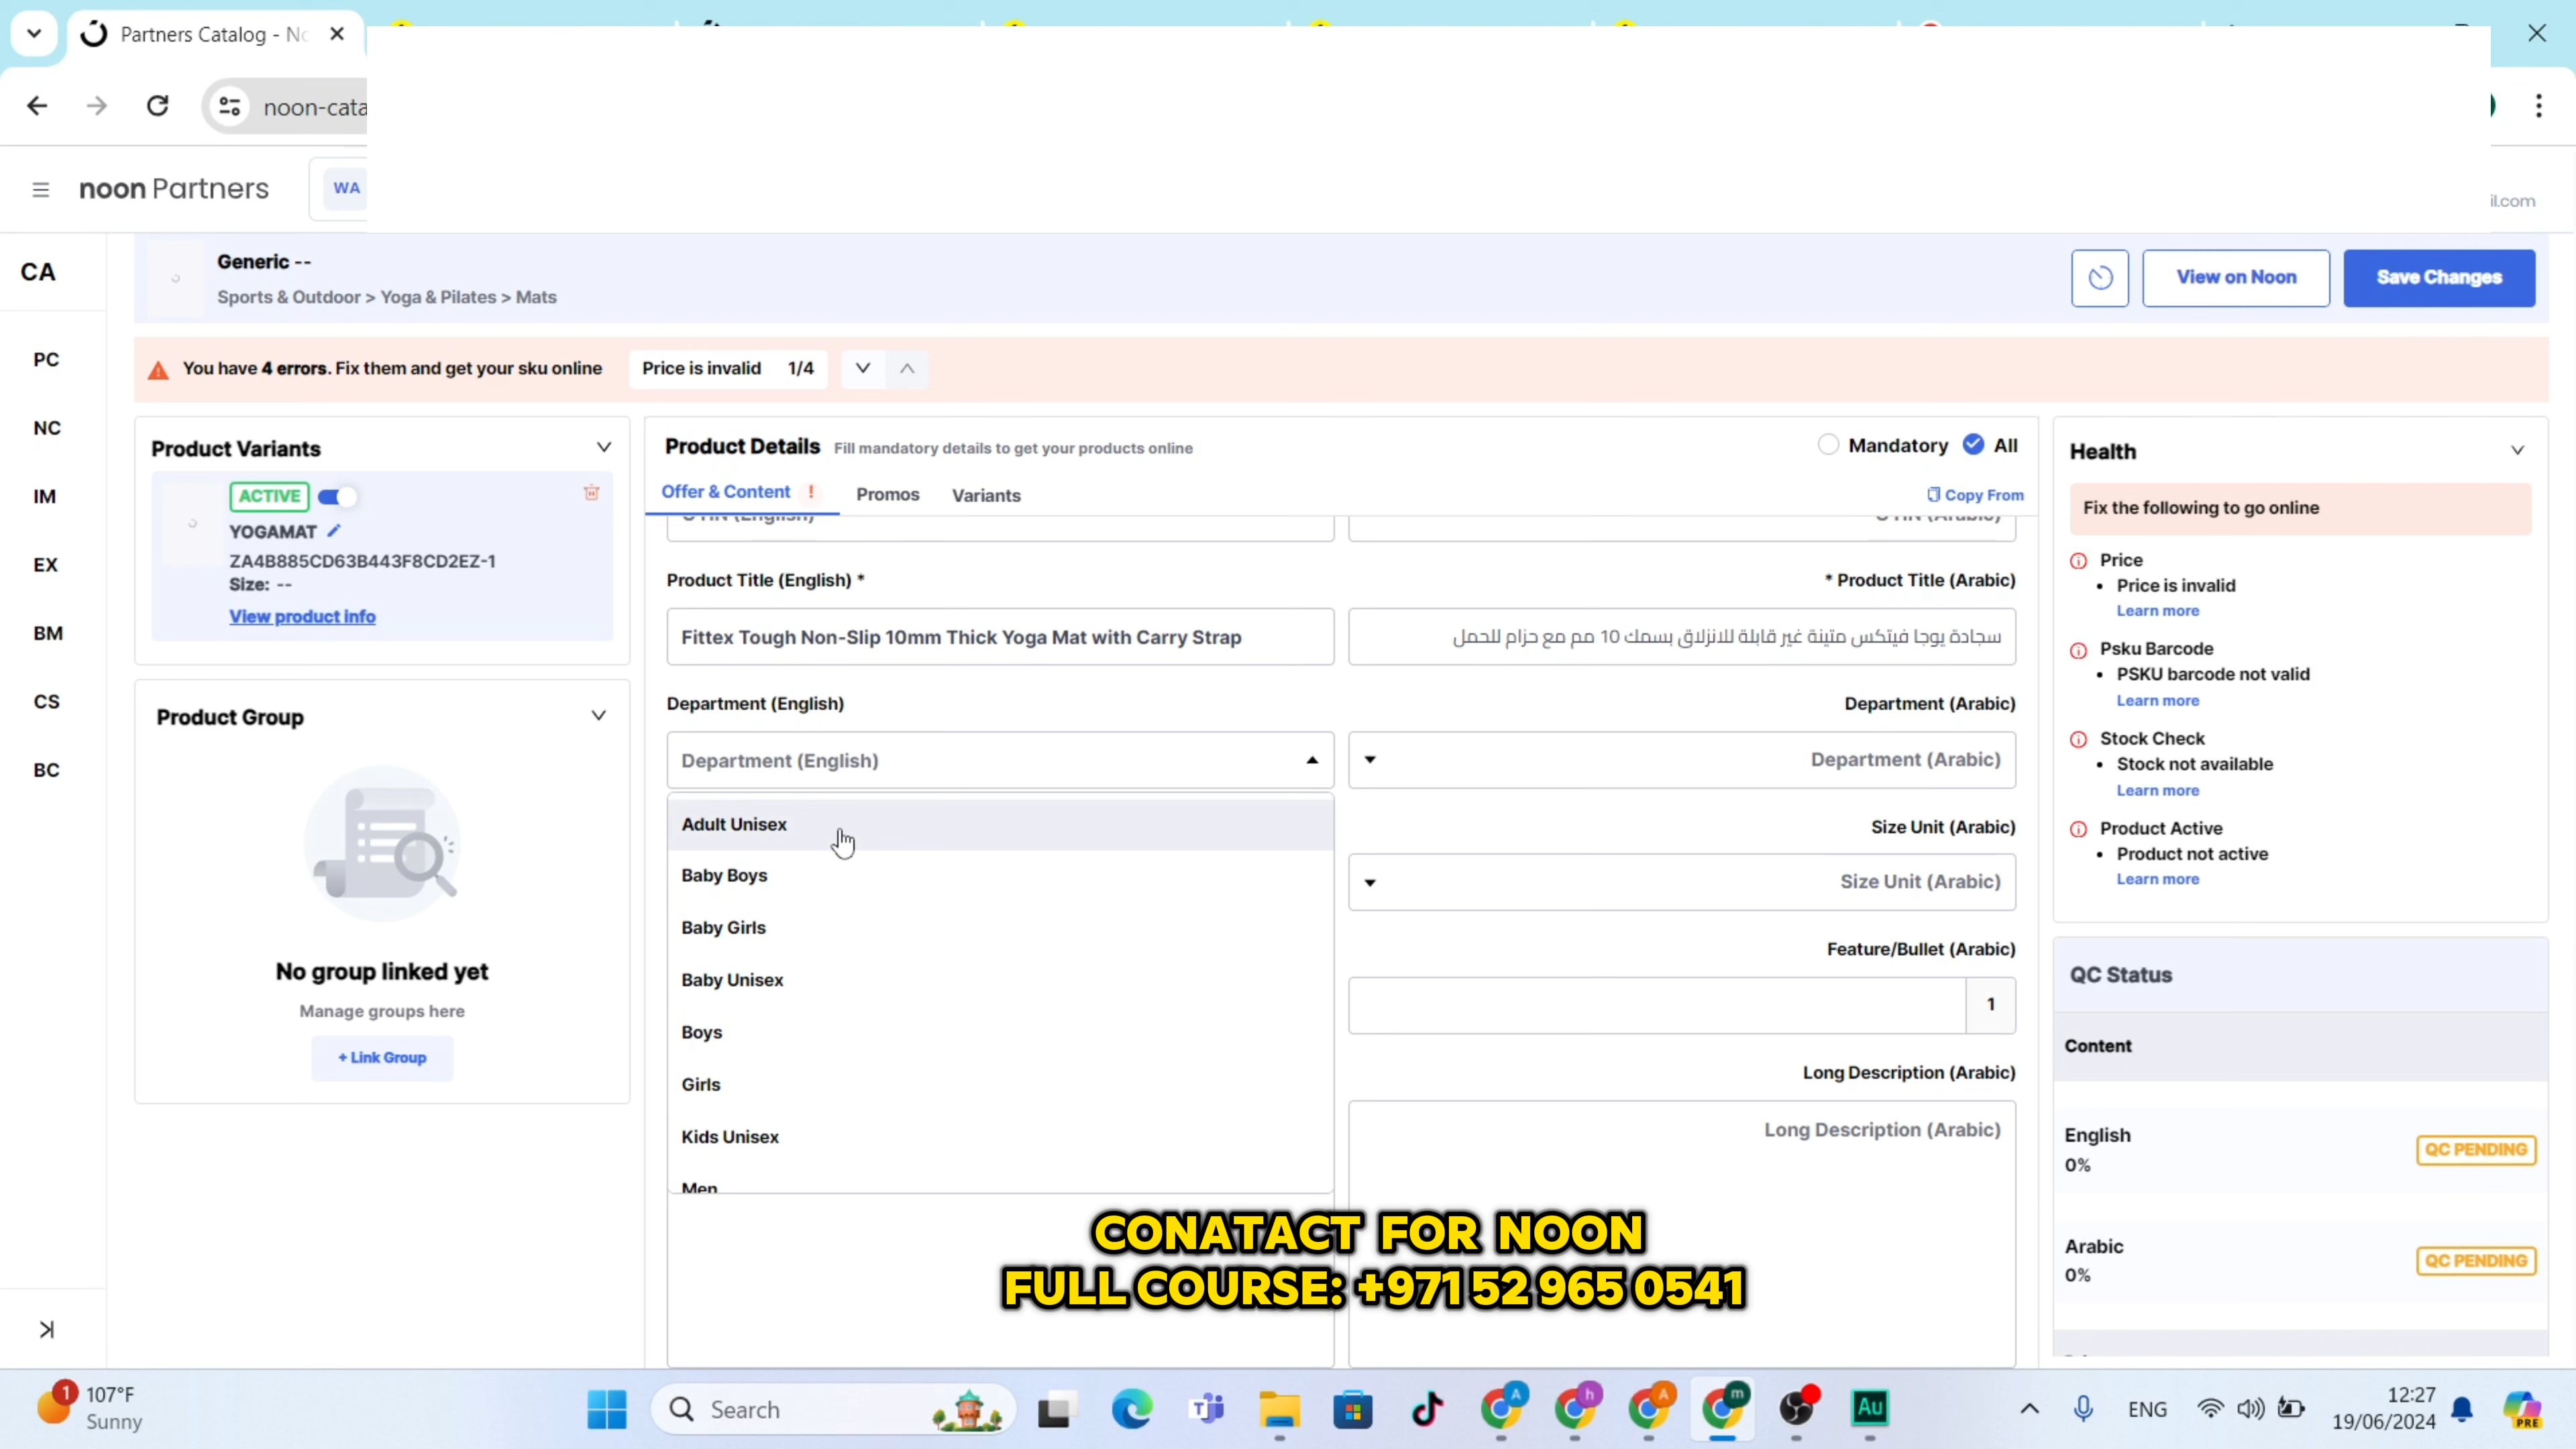 Partners Catalog - No
noon-cata
noon Partners
WA
il.com
CA
PC
NC
IM
EX
BM
CS
BC
Generic --
Sports & Outdoor > Yoga & Pilates > Mats
View on Noon
Save Changes
You have 4 errors. Fix them and get your sku online
Price is invalid 1/4
Product Variants
ACTIVE
YOGAMAT
ZA4B885CD63B443F8CD2EZ-1
Size: --
View product info
Product Group
No group linked yet
Manage groups here
+ Link Group
Product Details Fill mandatory details to get your products online
Mandatory All
Offer & Content ! Promos Variants
Copy From
Product Title (English) *
* Product Title (Arabic)
Fittex Tough Non-Slip 10mm Thick Yoga Mat with Carry Strap
سجادة يوجا فيتكس متينة غير قابلة للانزلاق بسمك 10 مم مع حزام للحمل
Department (English)
Department (Arabic)
Department (English)
Department (Arabic)
Adult Unisex
Baby Boys
Baby Girls
Baby Unisex
Boys
Girls
Kids Unisex
Men
Size Unit (Arabic)
Size Unit (Arabic)
Feature/Bullet (Arabic)
1
Long Description (Arabic)
Long Description (Arabic)
Health
Fix the following to go online
Price
• Price is invalid
Learn more
Psku Barcode
• PSKU barcode not valid
Learn more
Stock Check
• Stock not available
Learn more
Product Active
• Product not active
Learn more
QC Status
Content
English
0%
QC PENDING
Arabic
0%
QC PENDING
CONATACT FOR NOON
FULL COURSE: +971 52 965 0541
1
107°F
Sunny
Search
A
h
A
m
Au
ENG
12:27
19/06/2024
PRE